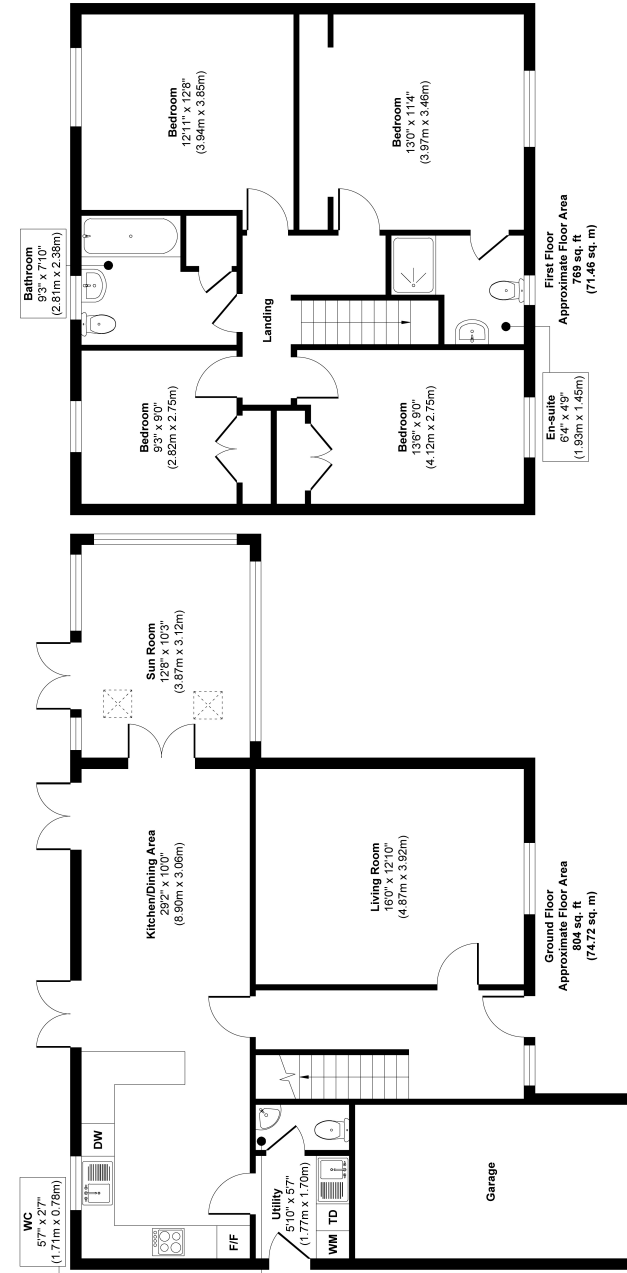 WC
5'7" x 2'7"
(1.71m x 0.78m)
DW
F/F
Utility
5'10" x 5'7"
(1.77m x 1.70m)
WM
TD
Garage
Kitchen/Dining Area
29'2" x 10'0"
(8.90m x 3.06m)
Living Room
16'0" x 12'10"
(4.87m x 3.92m)
Sun Room
12'8" x 10'3"
(3.87m x 3.12m)
Ground Floor
Approximate Floor Area
804 sq. ft
(74.72 sq. m)
Bathroom
9'3" x 7'10"
(2.81m x 2.38m)
Bedroom
9'3" x 9'0"
(2.82m x 2.75m)
Bedroom
12'11" x 12'8"
(3.94m x 3.85m)
Landing
Bedroom
13'6" x 9'0"
(4.12m x 2.75m)
Bedroom
13'0" x 11'4"
(3.97m x 3.46m)
En-suite
6'4" x 4'9"
(1.93m x 1.45m)
First Floor
Approximate Floor Area
769 sq. ft
(71.46 sq. m)